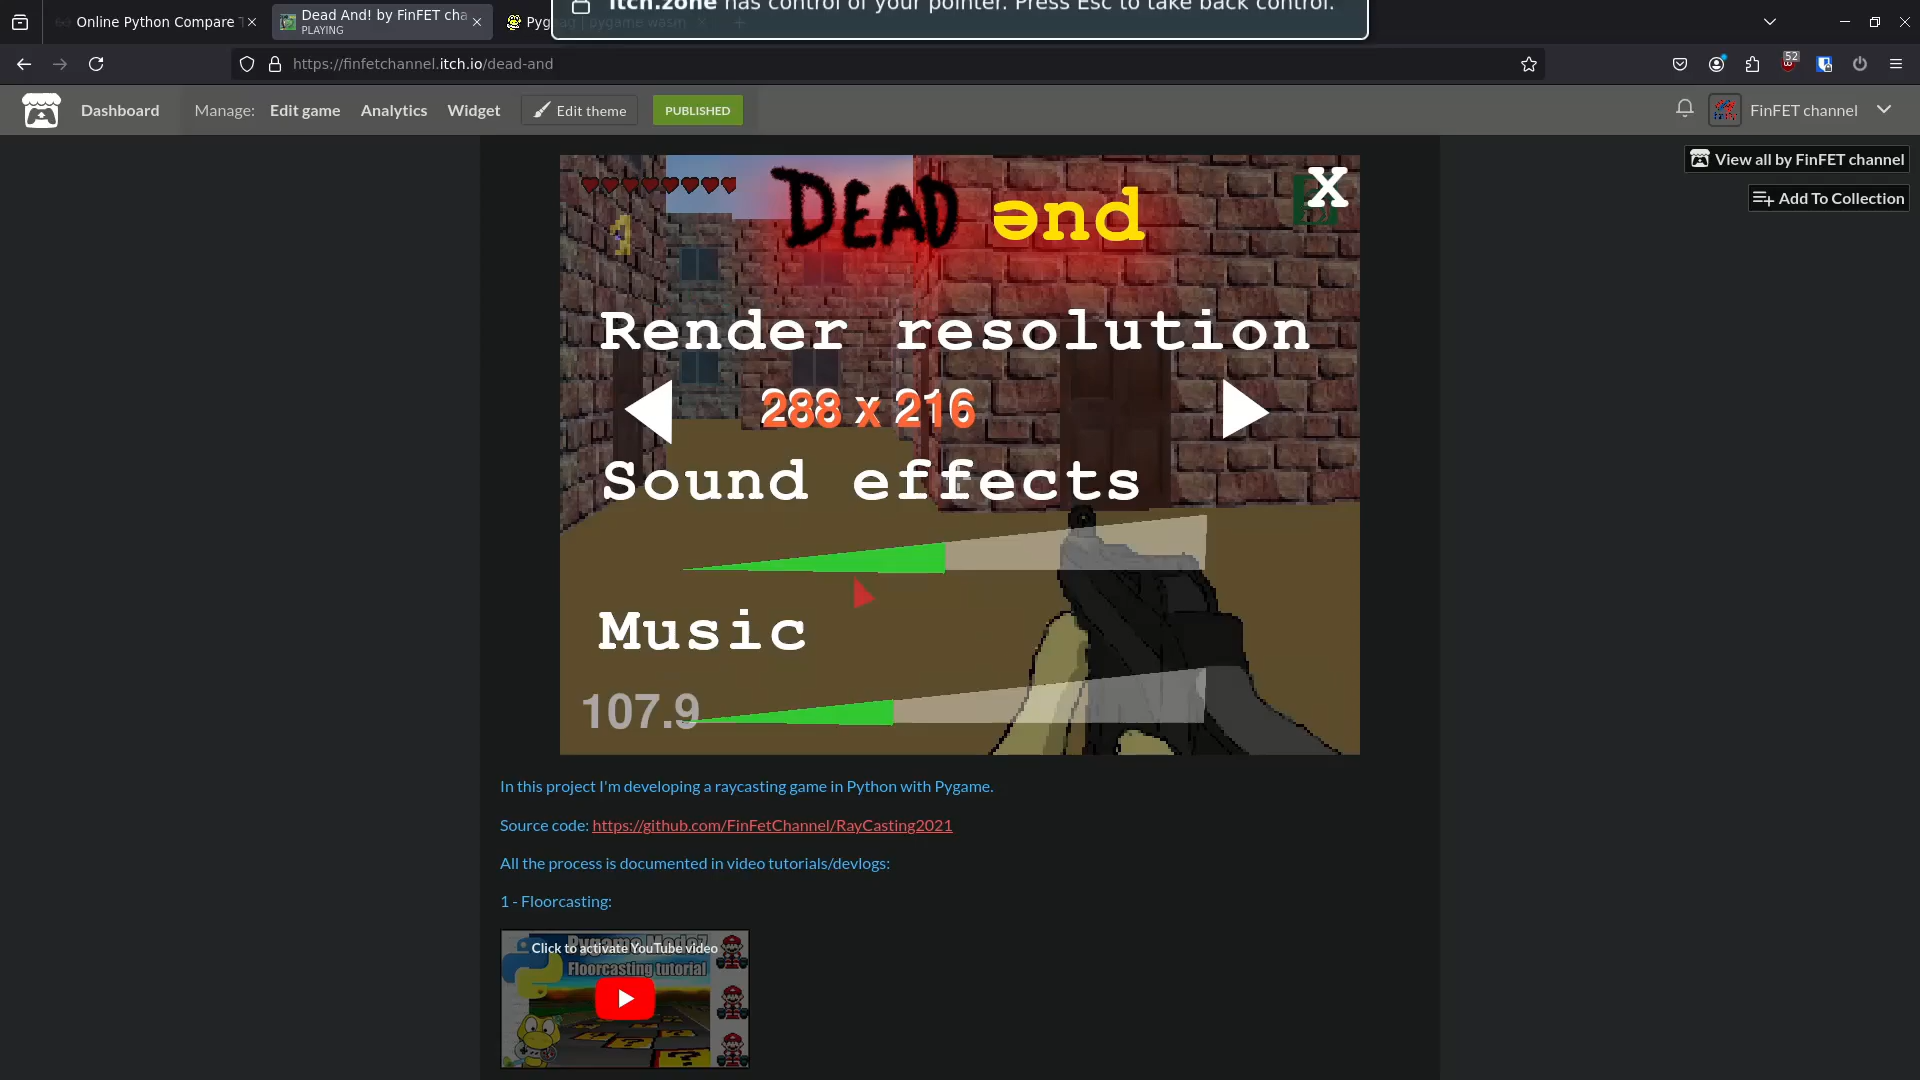 Online Python Compare T
Dead And! by FinFET cha
PLAYING
itch.zone has control of your pointer. Press Esc to take back control.
https://finfetchannel.itch.io/dead-and
52
Dashboard
Manage:
Edit game
Analytics
Widget
Edit theme
PUBLISHED
FinFET channel
View all by FinFET channel
Add To Collection
DEAD ənd
X
Render resolution
288 x 216
Sound effects
Music
107.9
In this project I'm developing a raycasting game in Python with Pygame.
Source code: https://github.com/FinFetChannel/RayCasting2021
All the process is documented in video tutorials/devlogs:
1 - Floorcasting:
Click to activate YouTube video
Pygame Mode7
Floorcasting tutorial